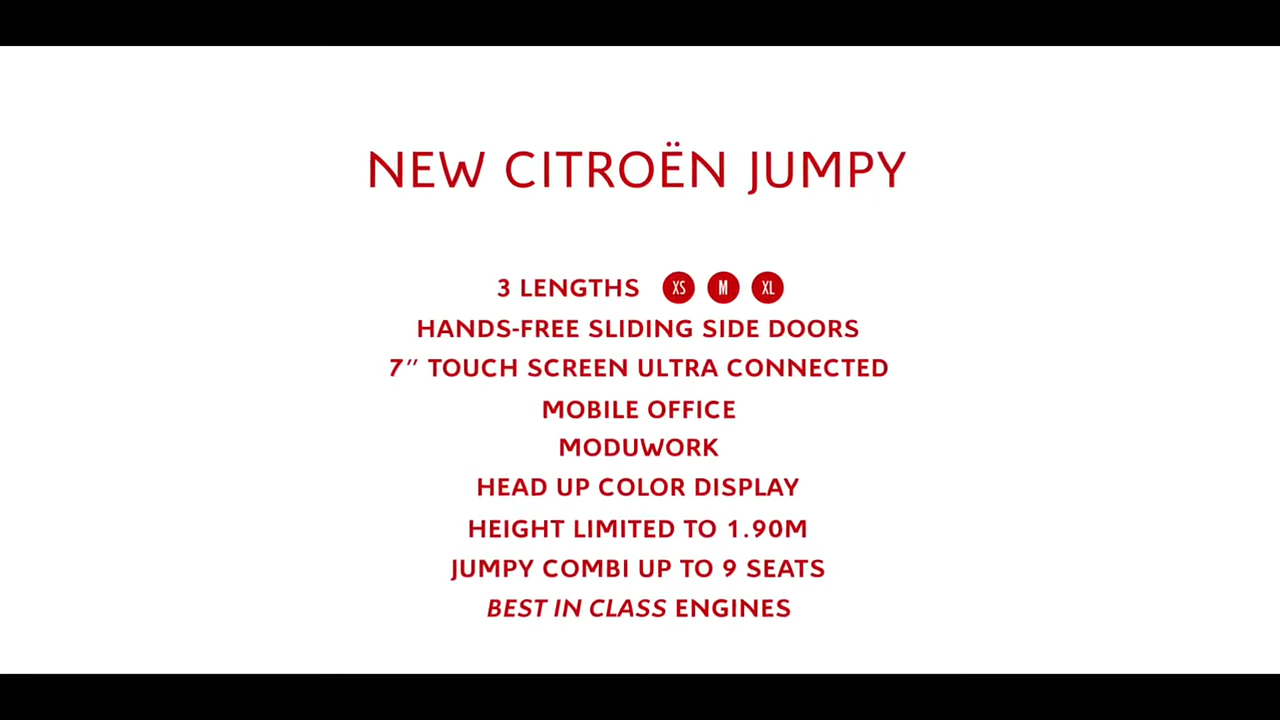 NEW CITROËN JUMPY
3 LENGTHS XS M XL
HANDS-FREE SLIDING SIDE DOORS
7″ TOUCH SCREEN ULTRA CONNECTED
MOBILE OFFICE
MODUWORK
HEAD UP COLOR DISPLAY
HEIGHT LIMITED TO 1.90M
JUMPY COMBI UP TO 9 SEATS
BEST IN CLASS ENGINES